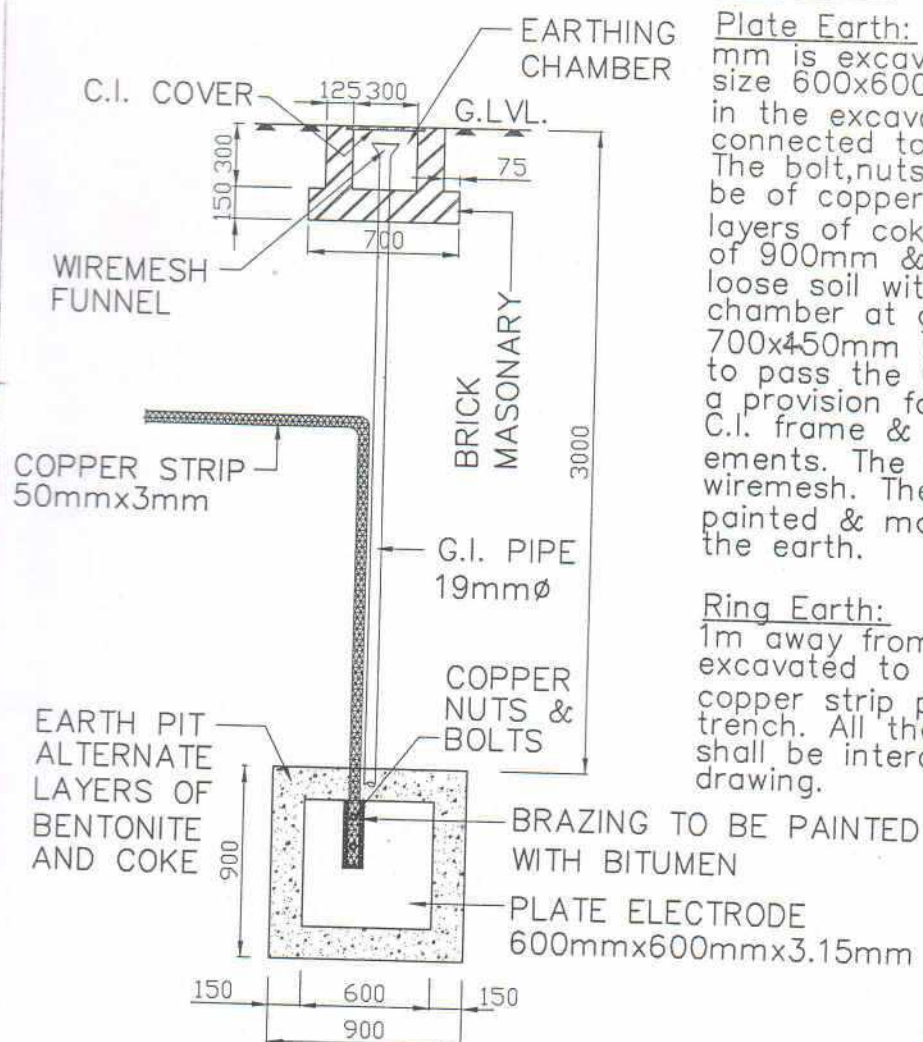 EARTHING
CHAMBER
C.I. COVER
125
300
G.LVL.
300
150
75
700
WIREMESH
FUNNEL
BRICK
MASONARY
3000
COPPER STRIP
50mmx3mm
G.I. PIPE
19mmø
COPPER
NUTS &
BOLTS
EARTH PIT
ALTERNATE
LAYERS OF
BENTONITE
AND COKE
900
BRAZING TO BE PAINTED
WITH BITUMEN
PLATE ELECTRODE
600mmx600mmx3.15mm
150
600
150
900
Plate Earth:
mm is excav
size 600x600
in the excav
connected to
The bolt,nuts
be of copper
layers of cok
of 900mm &
loose soil wit
chamber at
700x450mm
to pass the
a provision fo
C.I. frame &
ements. The
wiremesh. The
painted & ma
the earth.
Ring Earth:
1m away from
excavated to
copper strip p
trench. All the
shall be interc
drawing.